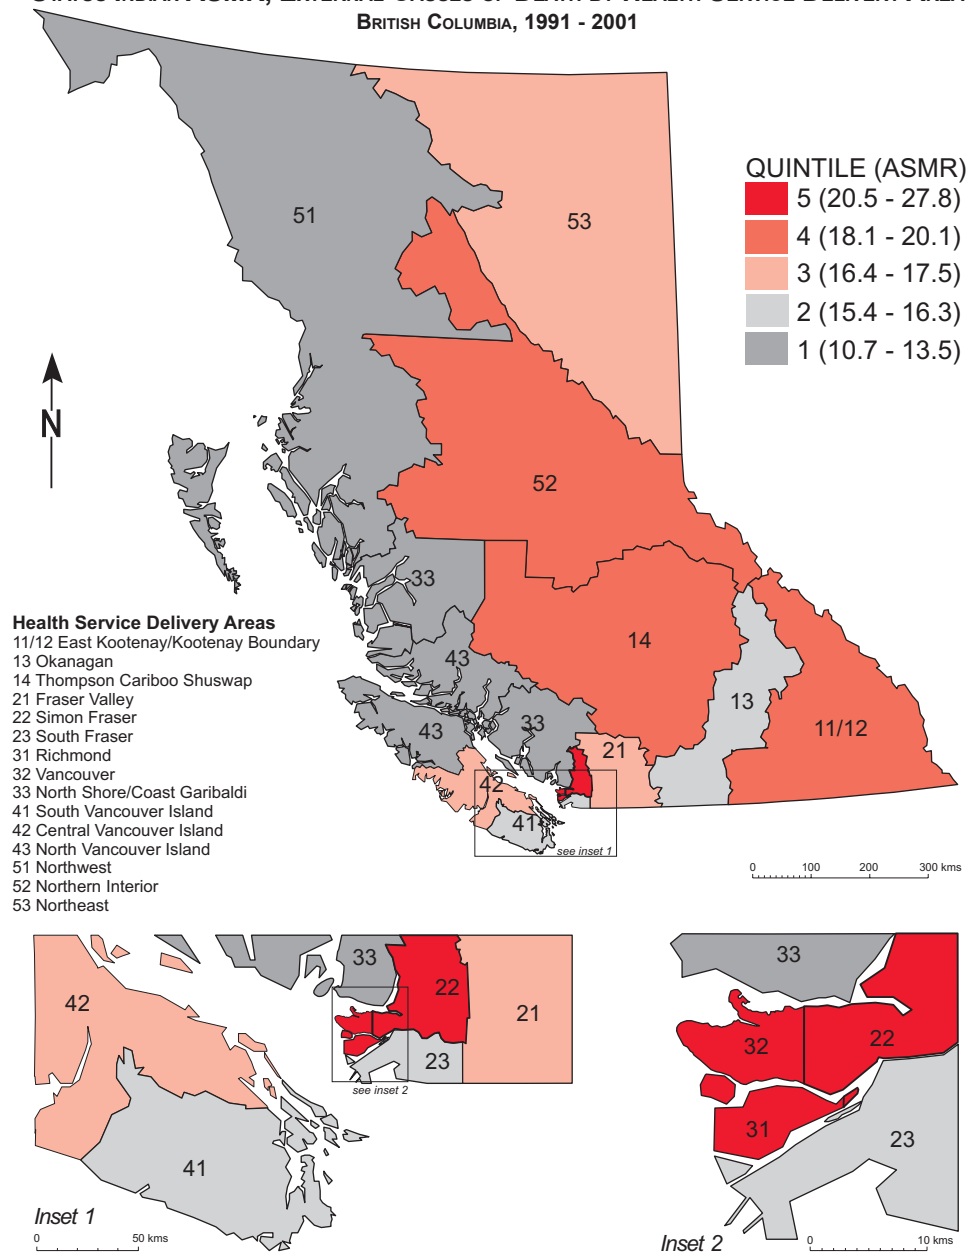 BRITISH COLUMBIA, 1991 - 2001
QUINTILE (ASMR)
5 (20.5 - 27.8)
4 (18.1 - 20.1)
3 (16.4 - 17.5)
2 (15.4 - 16.3)
1 (10.7 - 13.5)
51
53
N
52
33
14
43
13
33
43
11/12
21
42
41
see inset 1
0 100 200 300 kms
Health Service Delivery Areas
11/12 East Kootenay/Kootenay Boundary
13 Okanagan
14 Thompson Cariboo Shuswap
21 Fraser Valley
22 Simon Fraser
23 South Fraser
31 Richmond
32 Vancouver
33 North Shore/Coast Garibaldi
41 South Vancouver Island
42 Central Vancouver Island
43 North Vancouver Island
51 Northwest
52 Northern Interior
53 Northeast
33
42
22
21
23
see inset 2
41
Inset 1
0 50 kms
33
32
22
31
23
Inset 2
0 10 kms